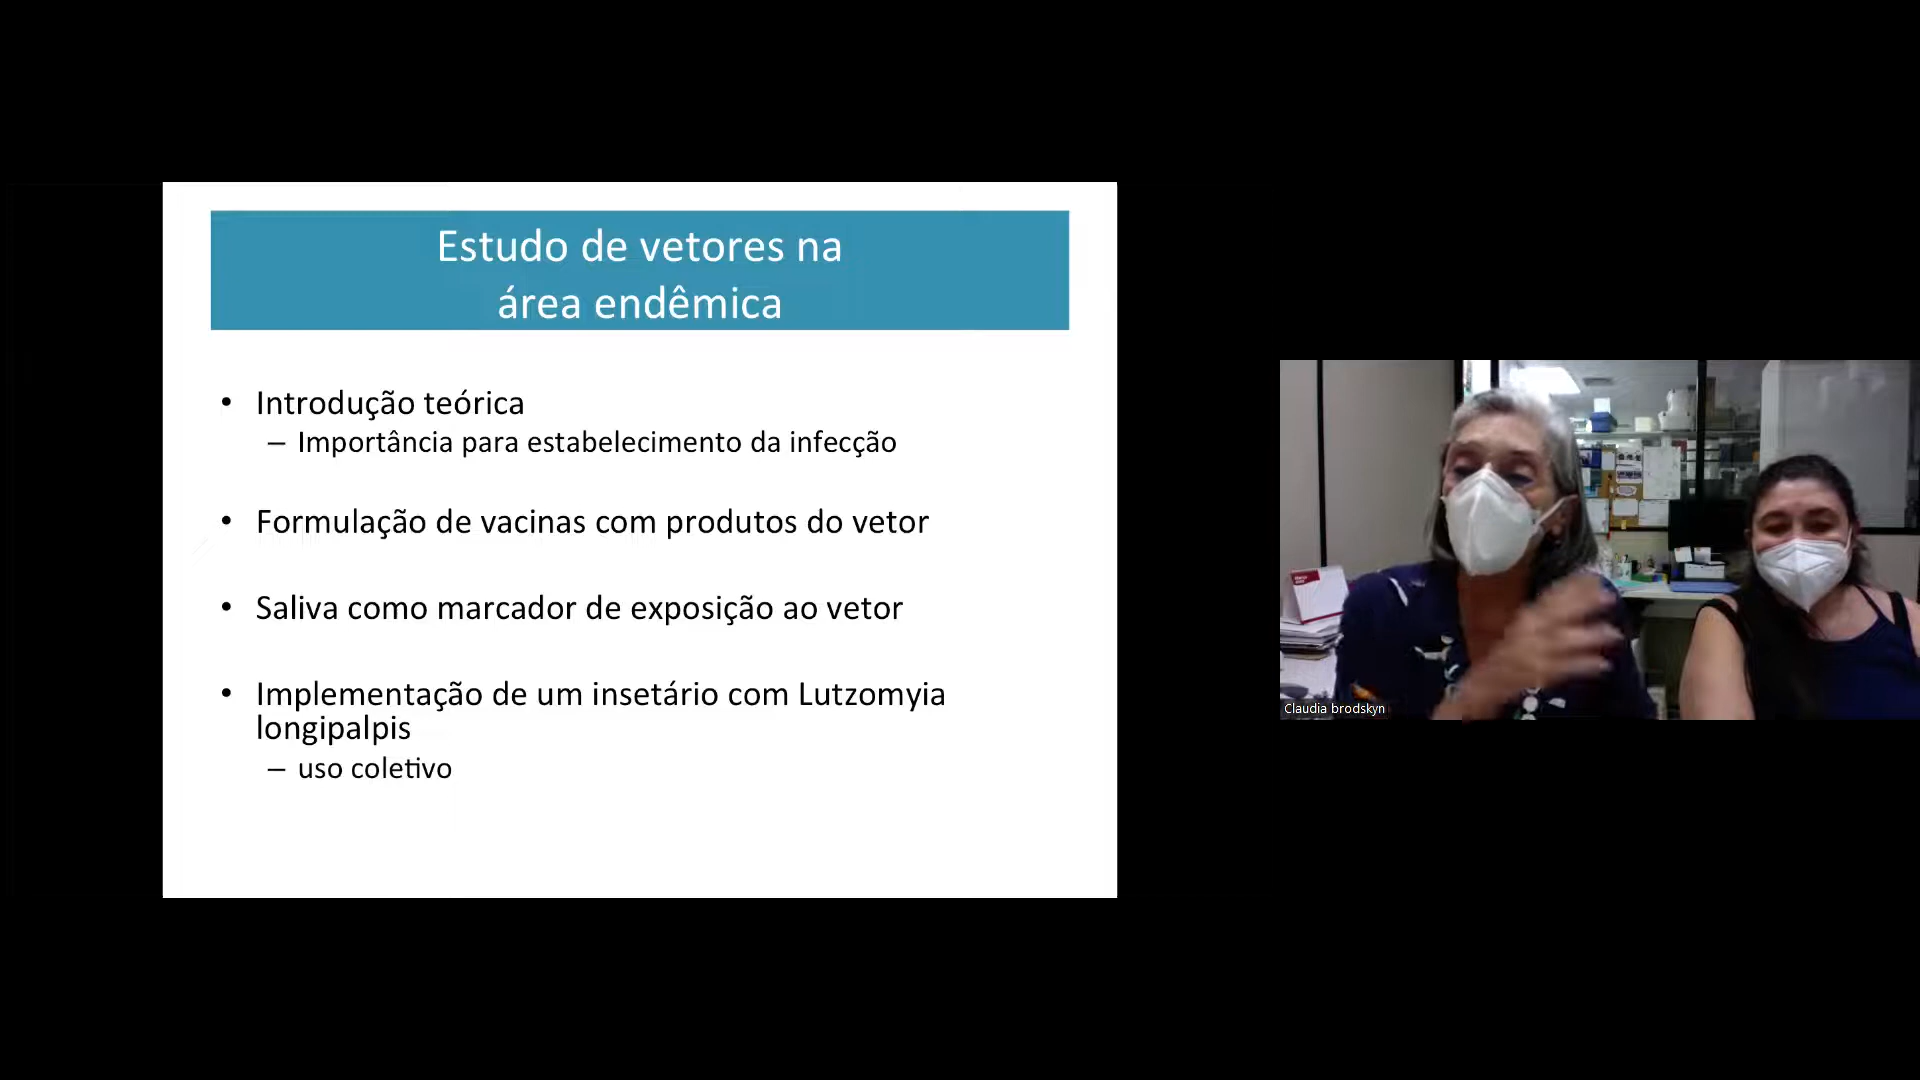 Estudo de vetores na
área endêmica
• Introdução teórica
– Importância para estabelecimento da infecção
• Formulação de vacinas com produtos do vetor
• Saliva como marcador de exposição ao vetor
• Implementação de um insetário com Lutzomyia
longipalpis
– uso coletivo
Claudia brodskyn